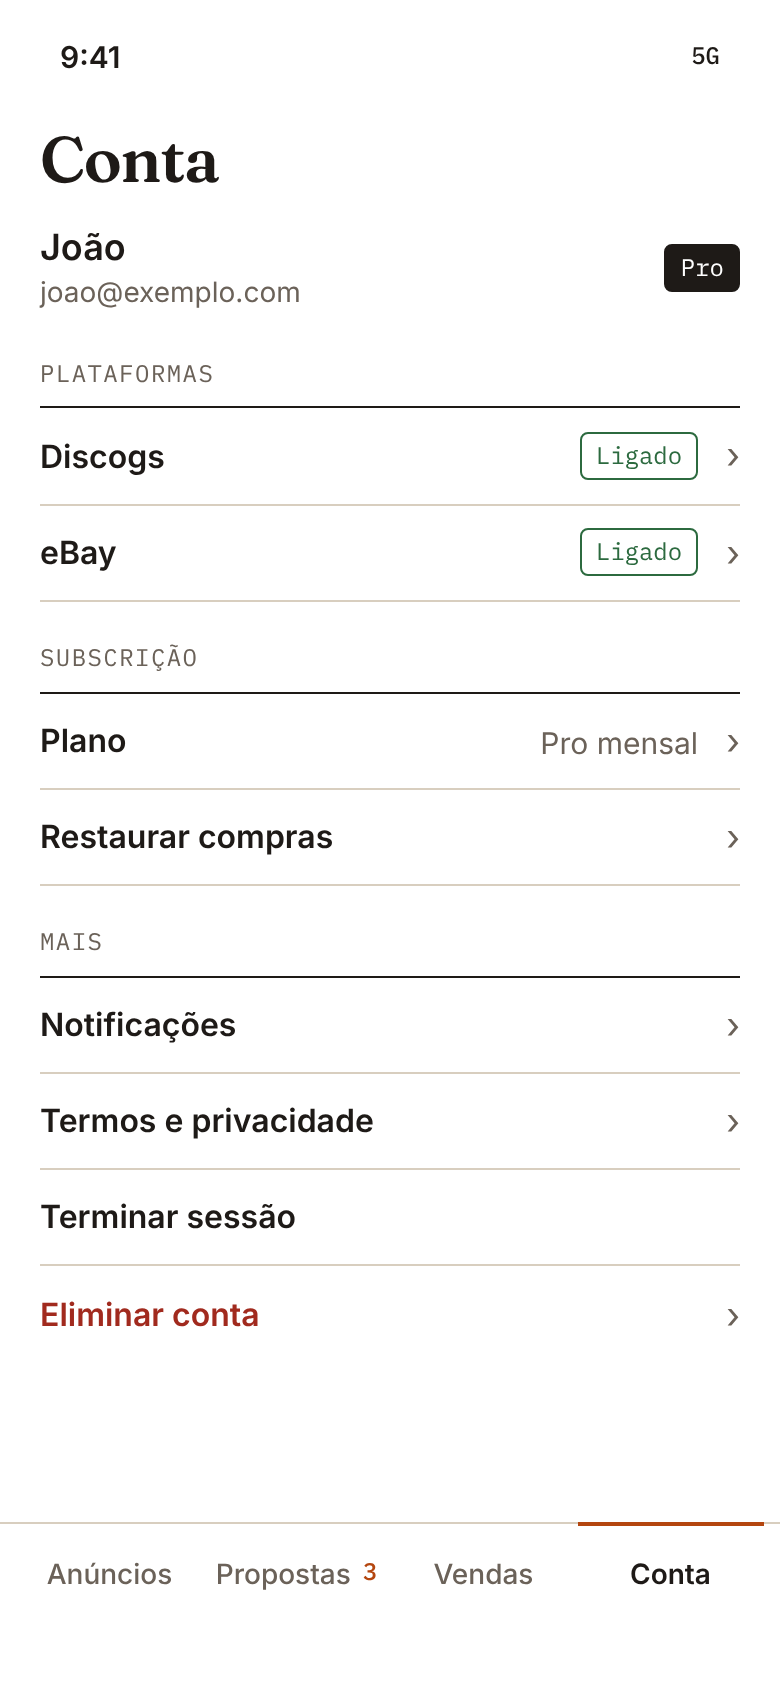 9:41 5G
Conta
João
joao@exemplo.com
Pro
PLATAFORMAS
Discogs Ligado ›
eBay Ligado ›
SUBSCRIÇÃO
Plano Pro mensal ›
Restaurar compras ›
MAIS
Notificações ›
Termos e privacidade ›
Terminar sessão
Eliminar conta ›
Anúncios Propostas 3 Vendas Conta